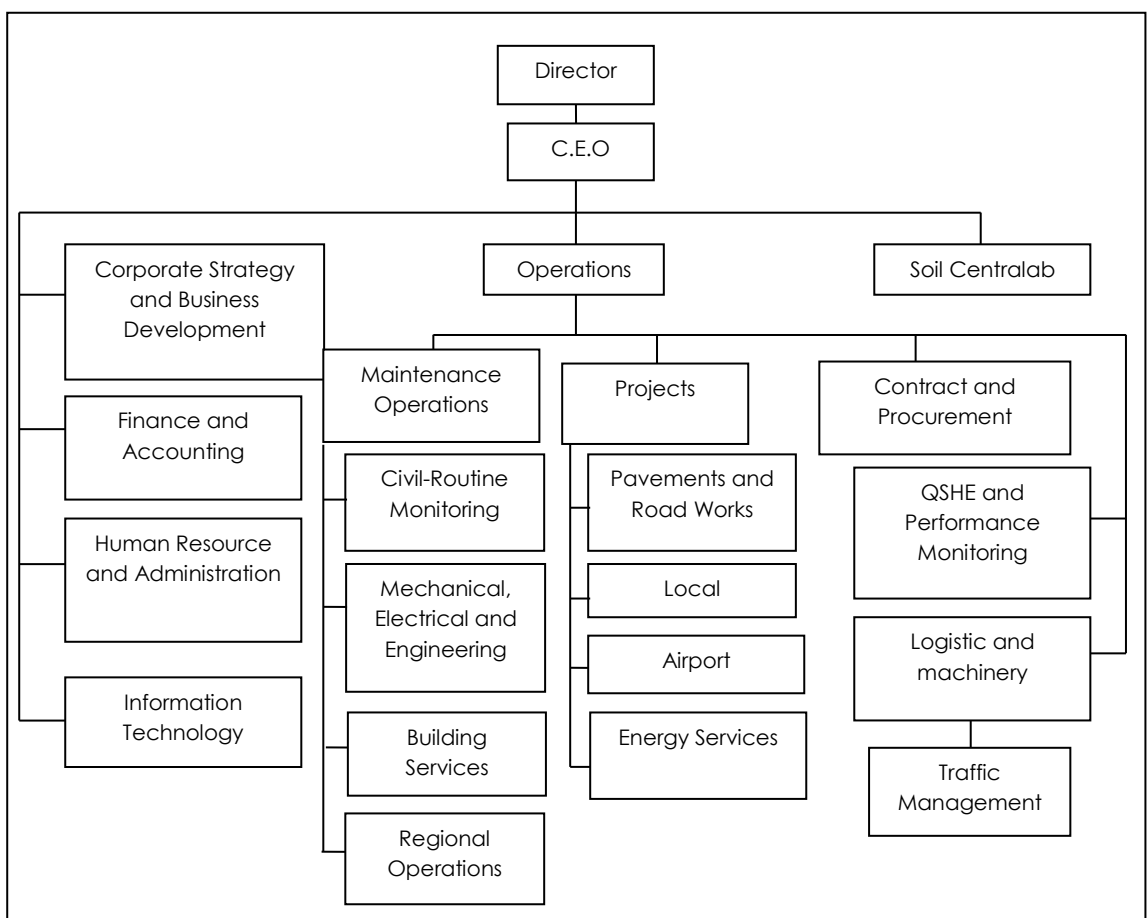 Director
C.E.O
Corporate Strategy
and Business
Development
Operations
Soil Centralab
Maintenance
Operations
Projects
Contract and
Procurement
Finance and
Accounting
Civil-Routine
Monitoring
Pavements and
Road Works
QSHE and
Performance
Monitoring
Human Resource
and Administration
Mechanical,
Electrical and
Engineering
Local
Logistic and
machinery
Airport
Information
Technology
Building
Services
Energy Services
Traffic
Management
Regional
Operations